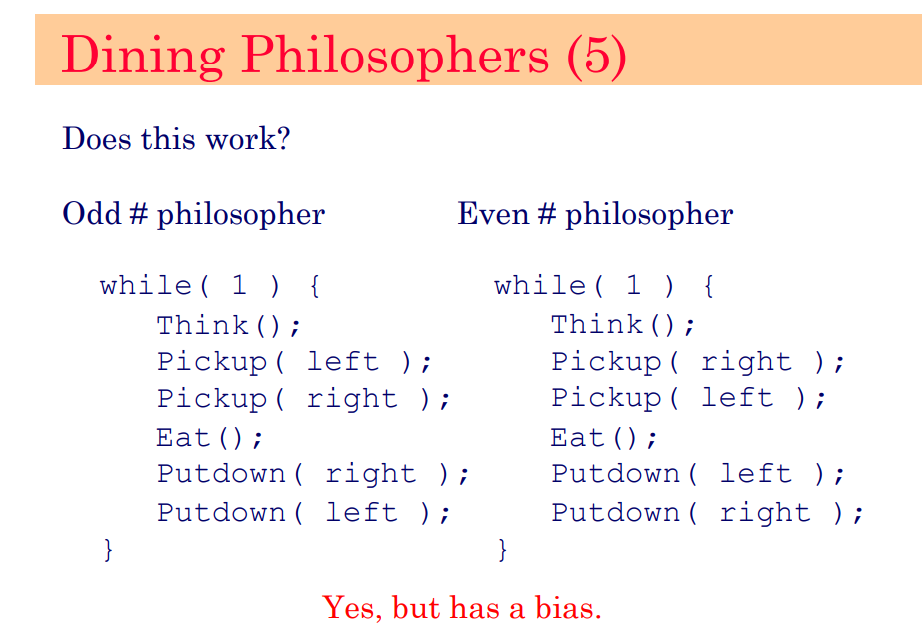 Dining Philosophers (5)
Does this work?
Odd # philosopher
Even # philosopher
while( 1 ) {
Think();
Pickup( left );
Pickup( right );
Eat();
Putdown( right );
Putdown( left );
}
while( 1 ) {
Think();
Pickup( right );
Pickup( left );
Eat();
Putdown( left );
Putdown( right );
}
Yes, but has a bias.